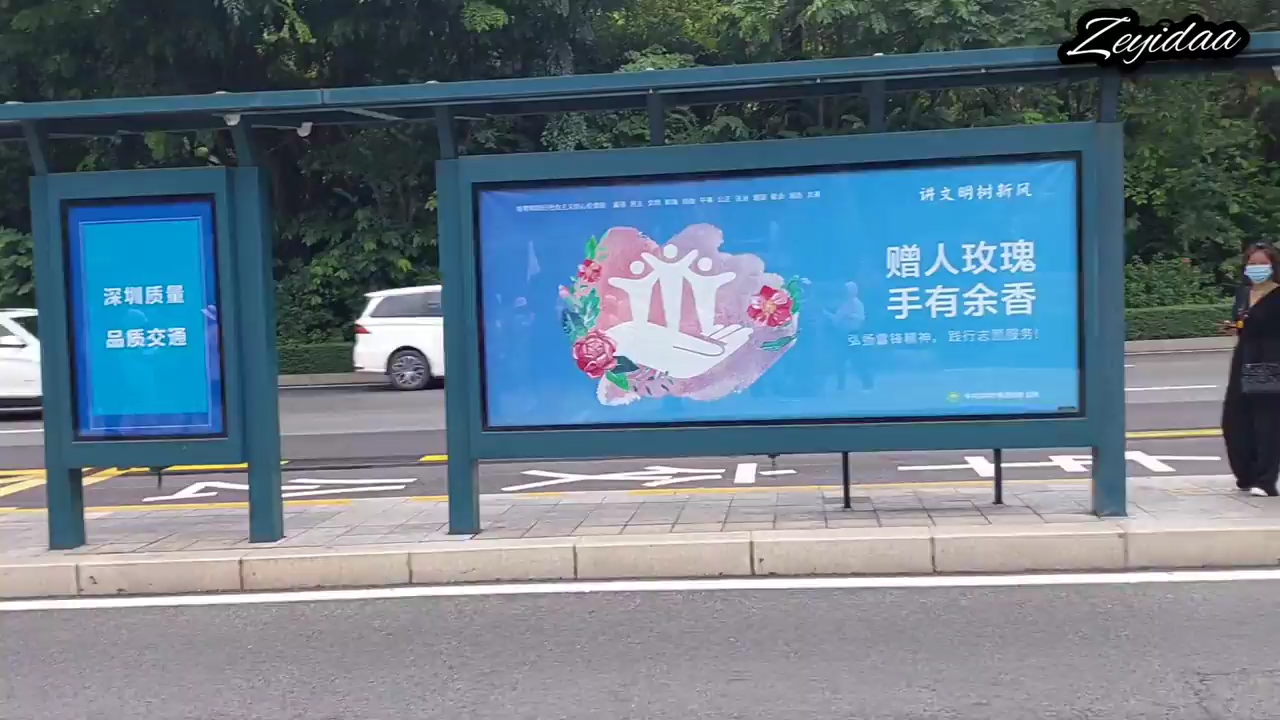 Zeyidaa
深圳质量
品质交通
讲文明树新风
赠人玫瑰
手有余香
弘扬雷锋精神，践行志愿服务！